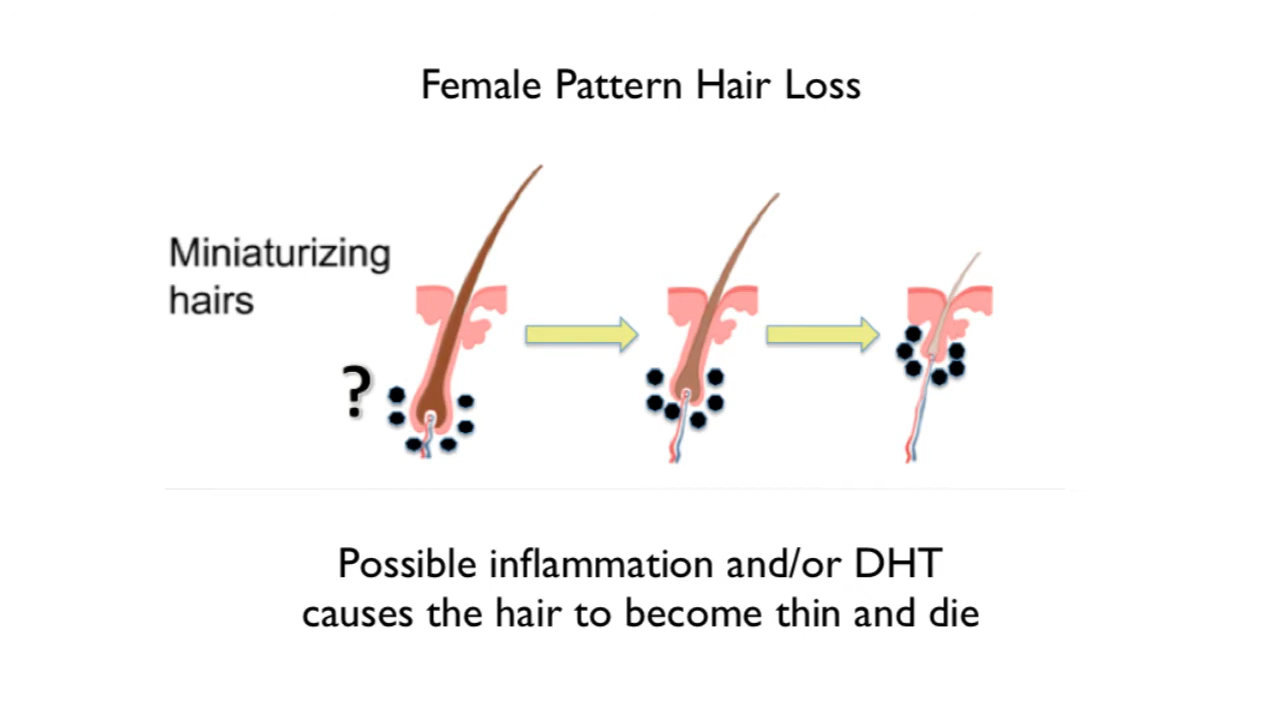 Female Pattern Hair Loss
Miniaturizing
hairs
?
Possible inflammation and/or DHT
causes the hair to become thin and die